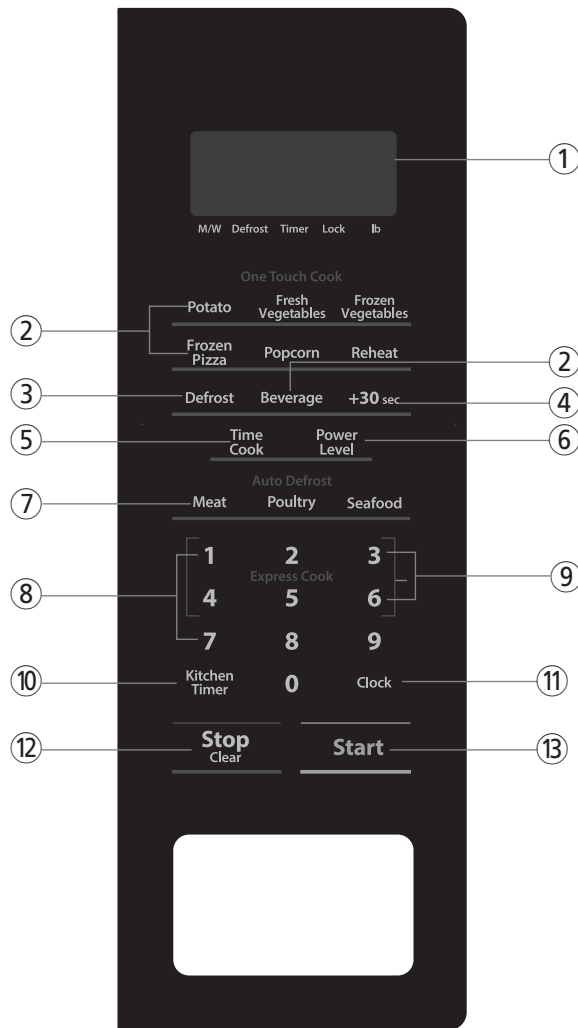 ①
M/W Defrost Timer Lock lb
One Touch Cook
Potato Fresh Vegetables Frozen Vegetables
②
Frozen Pizza Popcorn Reheat
②
③ Defrost Beverage +30 sec ④
⑤ Time Cook Power Level ⑥
Auto Defrost
⑦ Meat Poultry Seafood
1 2 3
⑧ Express Cook ⑨
4 5 6
7 8 9
⑩ Kitchen Timer 0 Clock ⑪
⑫ Stop Clear Start ⑬